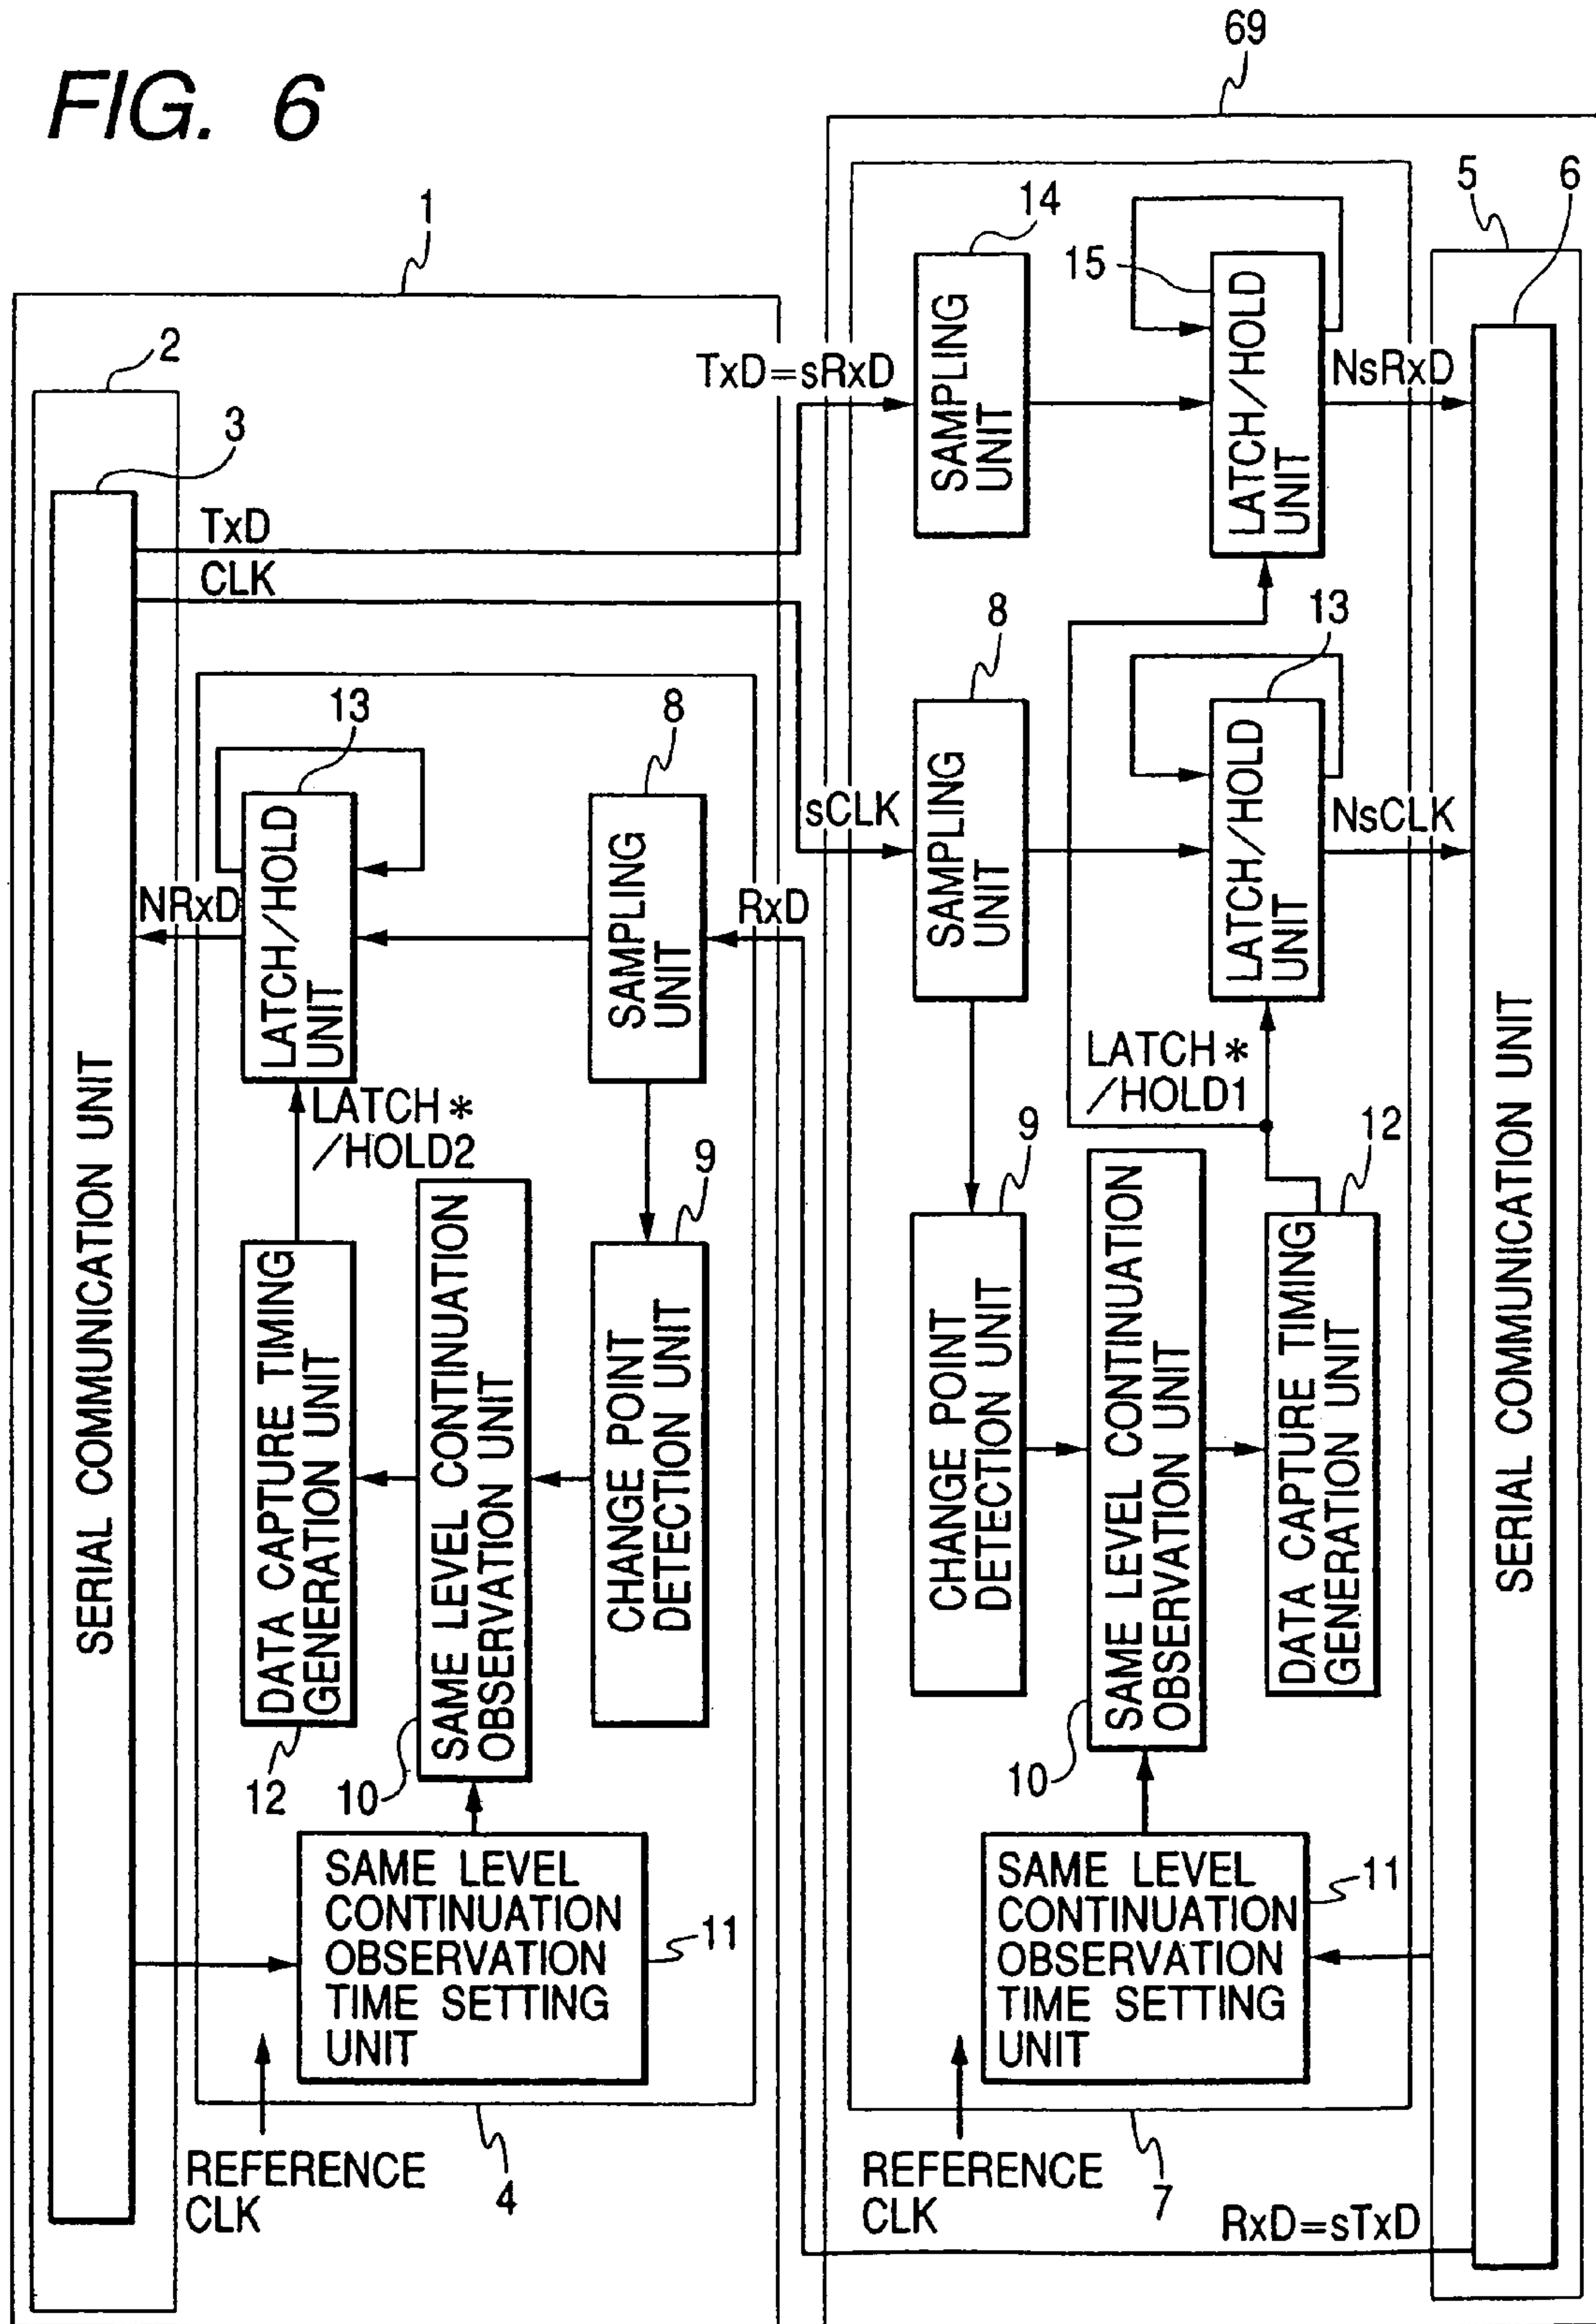 FIG. 6
69
1
5
6
14
15
2
3
TxD=sRxD
SAMPLING
UNIT
LATCH/HOLD
UNIT
NsRxD
TxD
CLK
8
13
13
8
sCLK
SAMPLING
UNIT
LATCH/HOLD
UNIT
NsCLK
NRxD
LATCH/HOLD
UNIT
SAMPLING
UNIT
RxD
SERIAL COMMUNICATION UNIT
LATCH*
/HOLD2
LATCH*
/HOLD1
SERIAL COMMUNICATION UNIT
9
9
12
DATA CAPTURE TIMING
GENERATION UNIT
SAME LEVEL CONTINUATION
OBSERVATION UNIT
CHANGE POINT
DETECTION UNIT
CHANGE POINT
DETECTION UNIT
SAME LEVEL CONTINUATION
OBSERVATION UNIT
DATA CAPTURE TIMING
GENERATION UNIT
12
10
10
SAME LEVEL
CONTINUATION
OBSERVATION
TIME SETTING
UNIT
11
SAME LEVEL
CONTINUATION
OBSERVATION
TIME SETTING
UNIT
11
REFERENCE
CLK
4
REFERENCE
CLK
7
RxD=sTxD